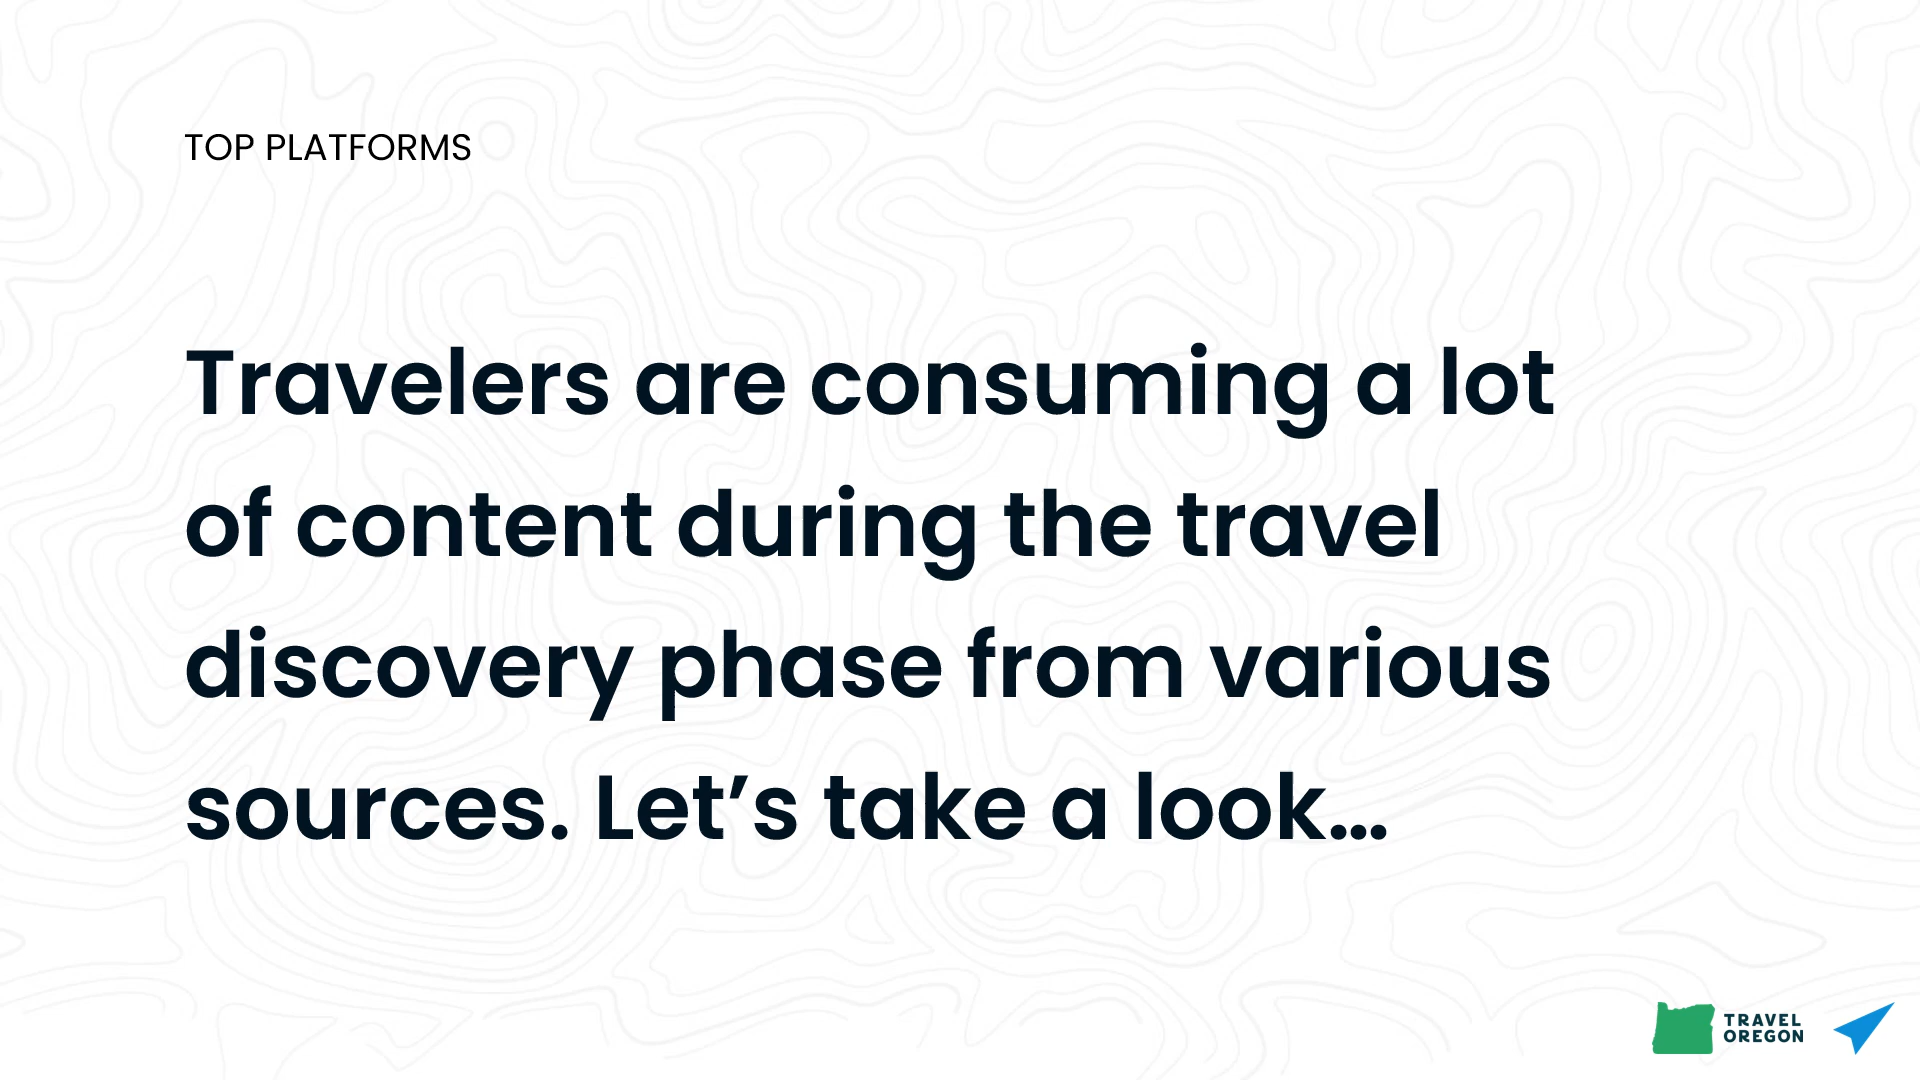 TOP PLATFORMS
Travelers are consuming a lot
of content during the travel
discovery phase from various
sources. Let’s take a look…
TRAVEL
OREGON